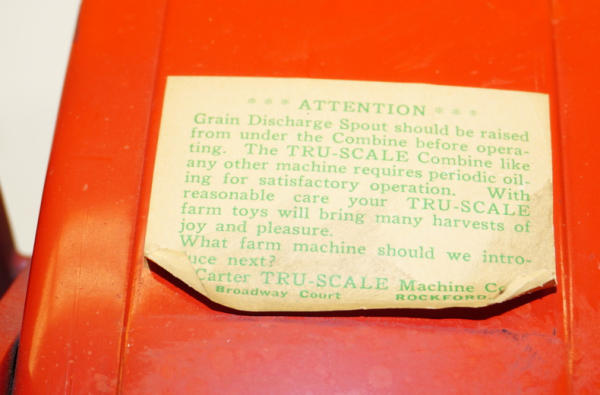 * * * ATTENTION * * *
Grain Discharge Spout should be raised
from under the Combine before opera-
ting. The TRU-SCALE Combine like
any other machine requires periodic oil-
ing for satisfactory operation. With
reasonable care your TRU-SCALE
farm toys will bring many harvests of
joy and pleasure.
What farm machine should we intro-
uce next?
Carter TRU-SCALE Machine
Broadway Court ROCKFORD